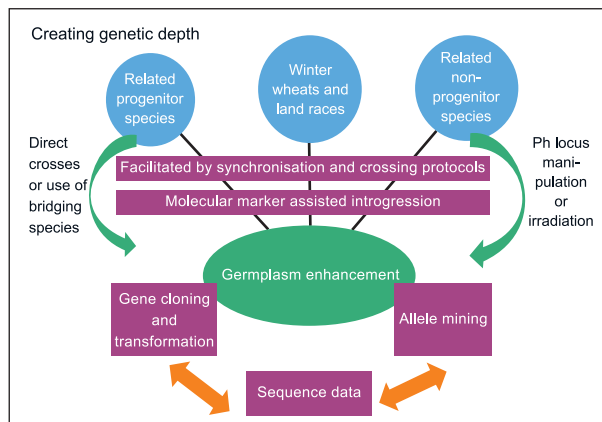 Creating genetic depth
Related
progenitor
species
Winter
wheats and
land races
Related
non-
progenitor
species
Direct
crosses
or use of
bridging
species
Ph locus
mani-
pulation
or
irradiation
Facilitated by synchronisation and crossing protocols
Molecular marker assisted introgression
Germplasm enhancement
Gene cloning
and
transformation
Allele mining
Sequence data